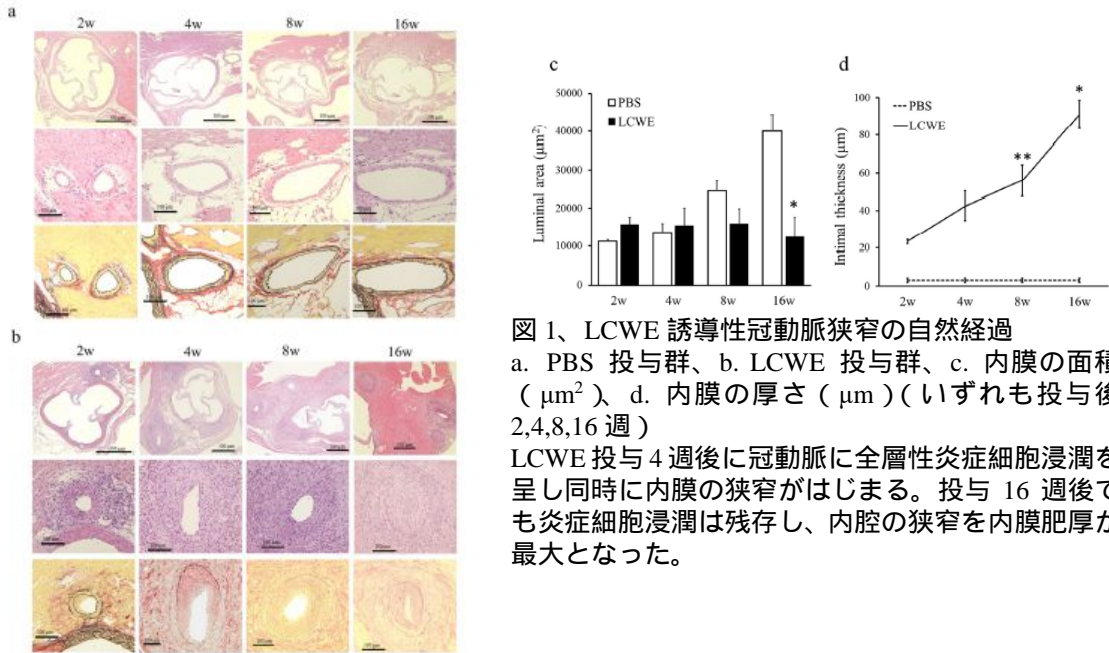 a
2w 4w 8w 16w
b
2w 4w 8w 16w
c
50000
40000
30000
20000
10000
0
Luminal area (μm²)
PBS
LCWE
*
2w 4w 8w 16w
d
100
80
60
40
20
0
Intimal thickness (μm)
PBS
LCWE
**
*
2w 4w 8w 16w
図 1、LCWE 誘導性冠動脈狭窄の自然経過
a. PBS 投与群、b. LCWE 投与群、c. 内膜の面積
（μm²）、d. 内膜の厚さ（μm）（いずれも投与後
2,4,8,16 週）
LCWE 投与 4 週後に冠動脈に全層性炎症細胞浸潤を
呈し同時に内膜の狭窄がはじまる。投与 16 週後で
も炎症細胞浸潤は残存し、内腔の狭窄を内膜肥厚が
最大となった。